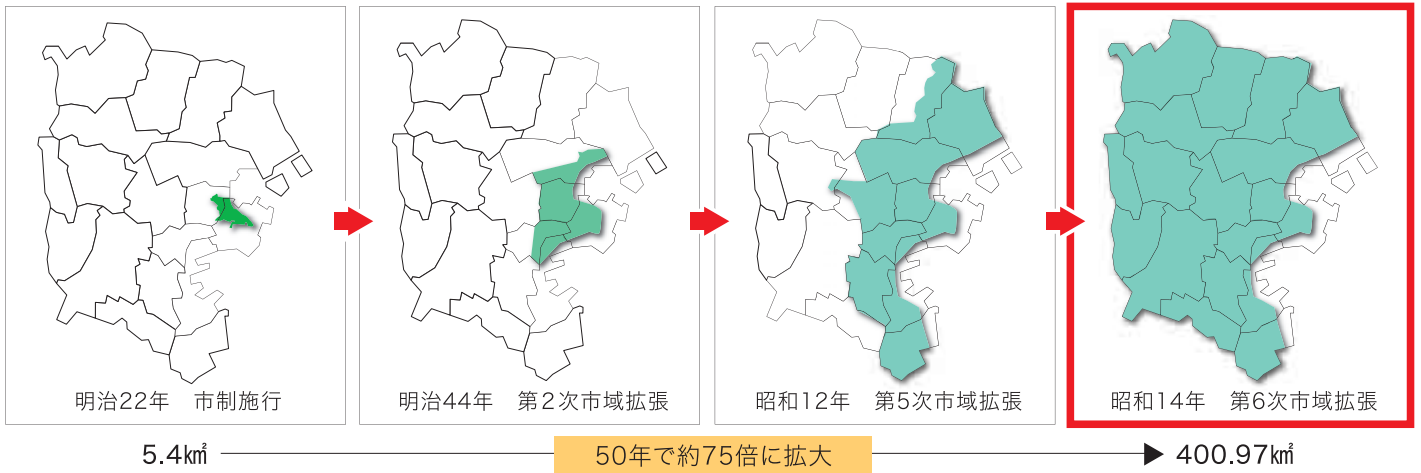 明治22年　市制施行
明治44年　第2次市域拡張
昭和12年　第5次市域拡張
昭和14年　第6次市域拡張
5.4㎢
50年で約75倍に拡大
400.97㎢